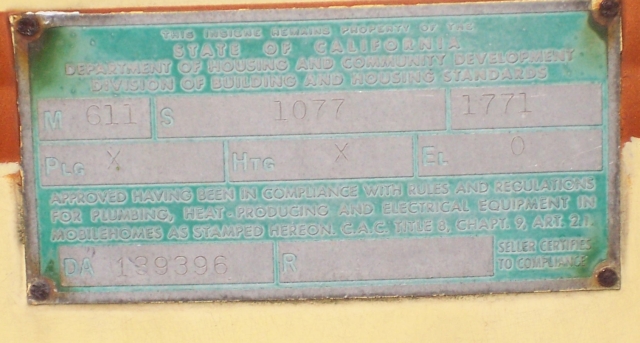 THIS INSIGNE REMAINS PROPERTY OF THE
STATE OF CALIFORNIA
DEPARTMENT OF HOUSING AND COMMUNITY DEVELOPMENT
DIVISION OF BUILDING AND HOUSING STANDARDS
M 611 S 1077 1771
PLG X HTG X EL 0
APPROVED HAVING BEEN IN COMPLIANCE WITH RULES AND REGULATIONS
FOR PLUMBING, HEAT-PRODUCING AND ELECTRICAL EQUIPMENT IN
MOBILEHOMES AS STAMPED HEREON. C.A.C. TITLE 8, CHAPT. 9, ART. 2.1.
DA 189396 R SELLER CERTIFIES
TO COMPLIANCE